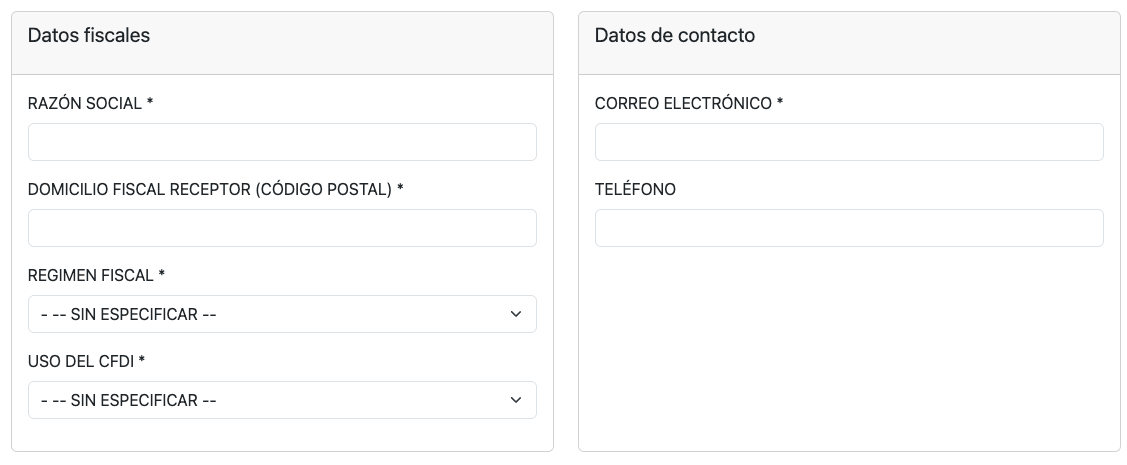 Datos fiscales
RAZÓN SOCIAL *
DOMICILIO FISCAL RECEPTOR (CÓDIGO POSTAL) *
REGIMEN FISCAL *
- -- SIN ESPECIFICAR --
USO DEL CFDI *
- -- SIN ESPECIFICAR --
Datos de contacto
CORREO ELECTRÓNICO *
TELÉFONO